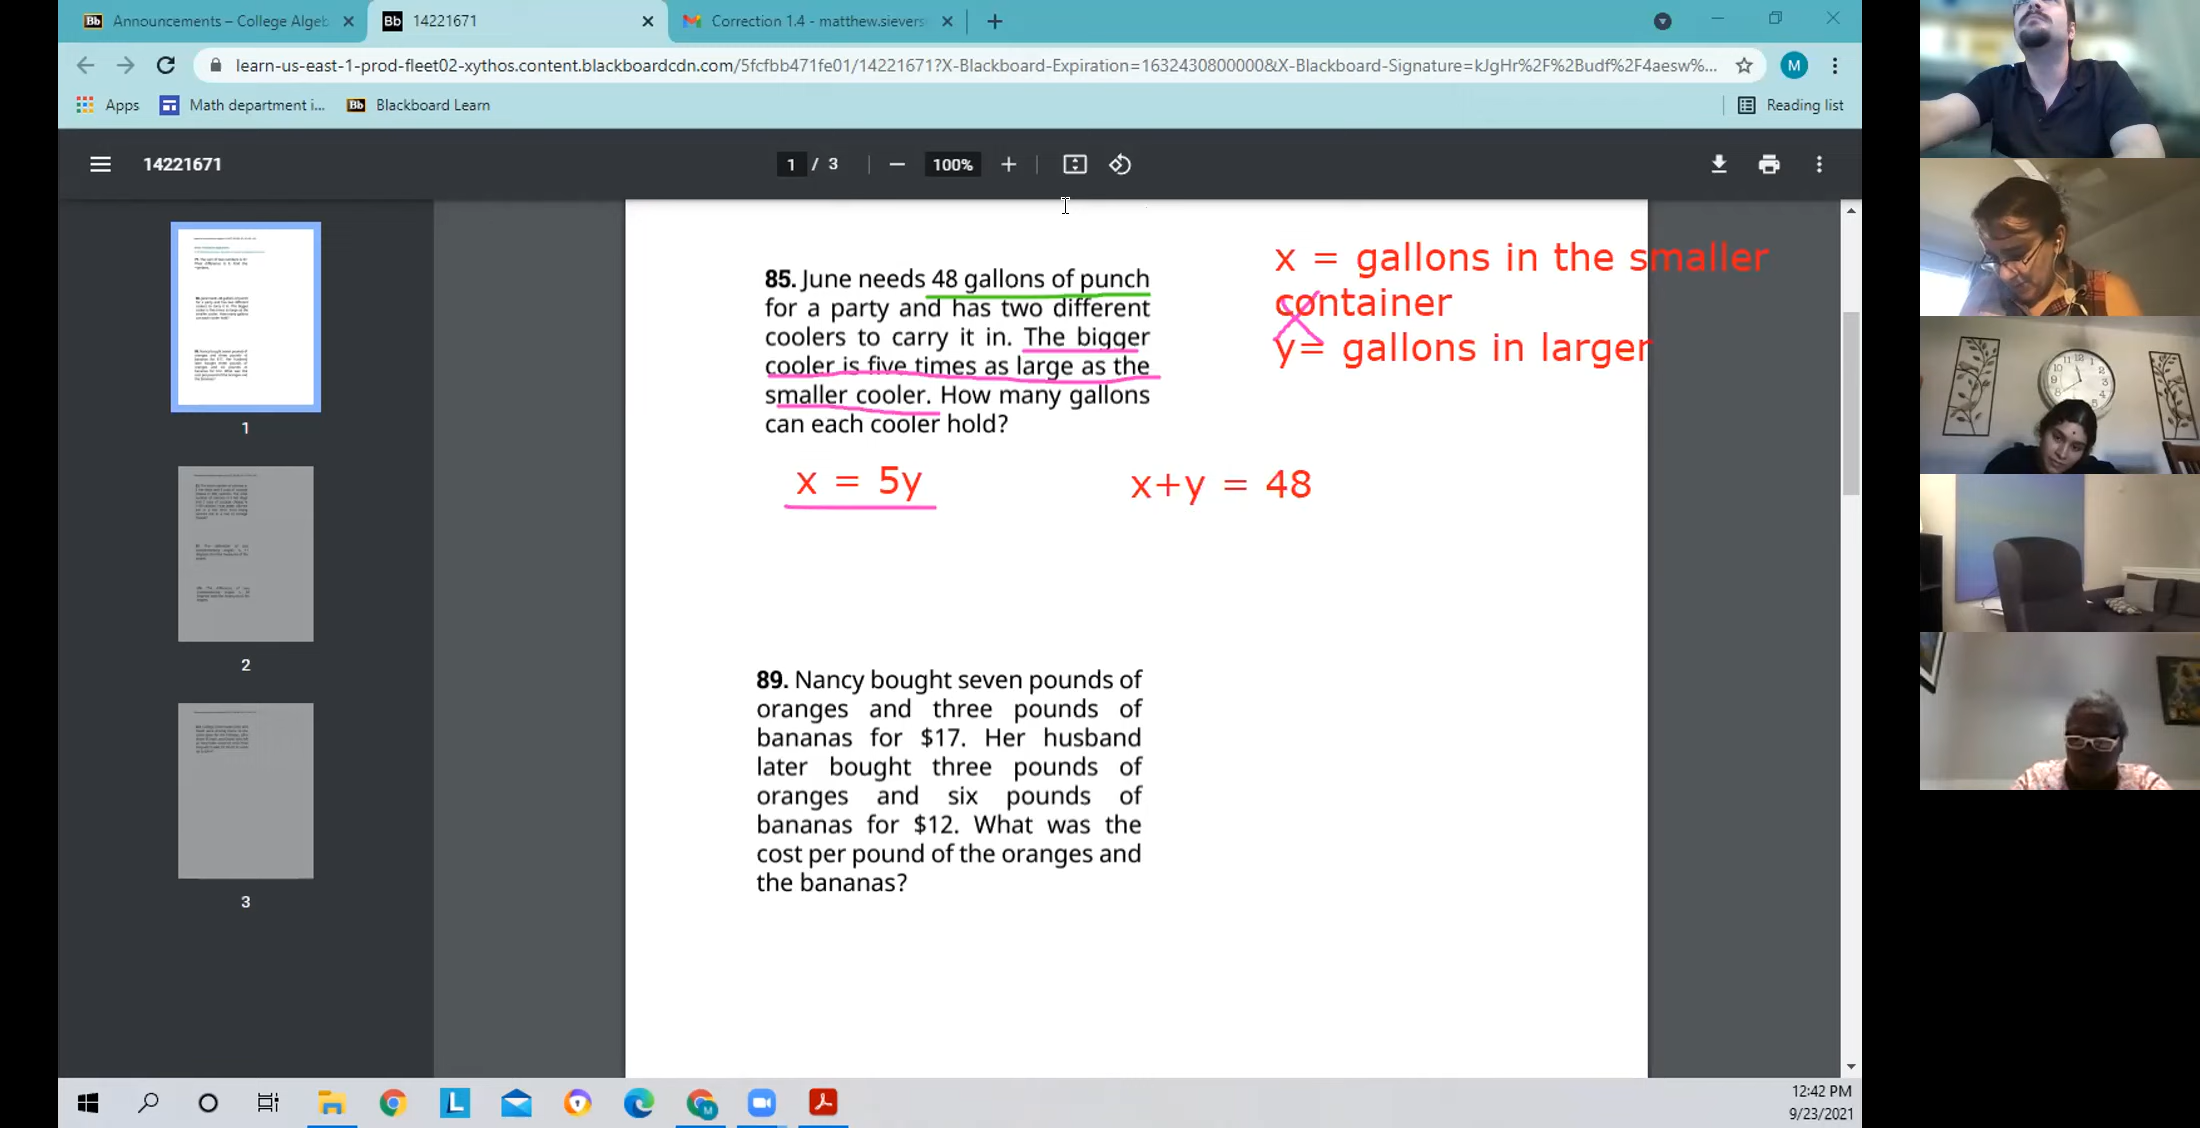 Announcements – College Algeb
14221671
Correction 1.4 - matthew.sievers
learn-us-east-1-prod-fleet02-xythos.content.blackboardcdn.com/5fcfbb471fe01/14221671?X-Blackboard-Expiration=1632430800000&X-Blackboard-Signature=kJgHr%2F%2Budf%2F4aesw%...
M
Apps
Math department i...
Bb Blackboard Learn
Reading list
14221671
1 / 3
100%
x = gallons in the smaller
container
y= gallons in larger
85. June needs 48 gallons of punch
for a party and has two different
coolers to carry it in. The bigger
cooler is five times as large as the
smaller cooler. How many gallons
can each cooler hold?
x = 5y
x+y = 48
89. Nancy bought seven pounds of
oranges and three pounds of
bananas for $17. Her husband
later bought three pounds of
oranges and six pounds of
bananas for $12. What was the
cost per pound of the oranges and
the bananas?
1
2
3
12:42 PM
9/23/2021